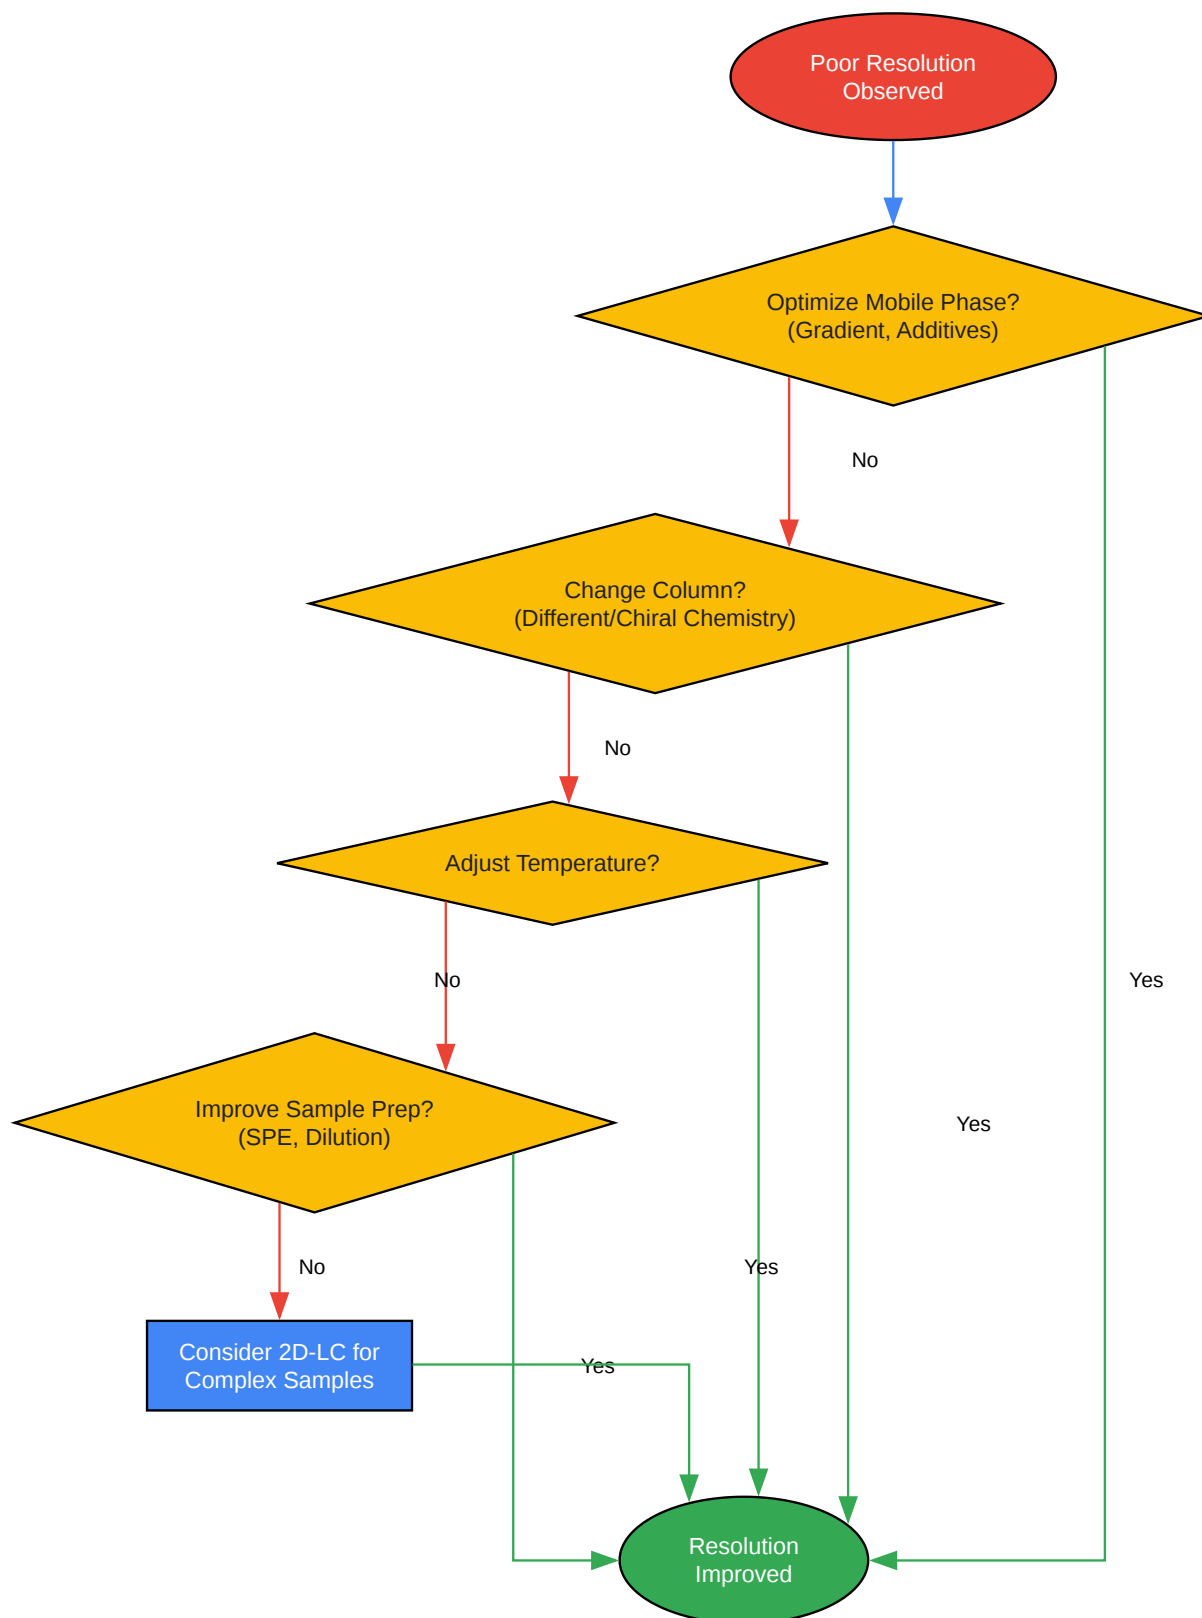 Poor Resolution
Observed
Optimize Mobile Phase?
(Gradient, Additives)
No
Change Column?
(Different/Chiral Chemistry)
No
Adjust Temperature?
No
Yes
Improve Sample Prep?
(SPE, Dilution)
Yes
No
Yes
Consider 2D-LC for
Complex Samples
Yes
Resolution
Improved